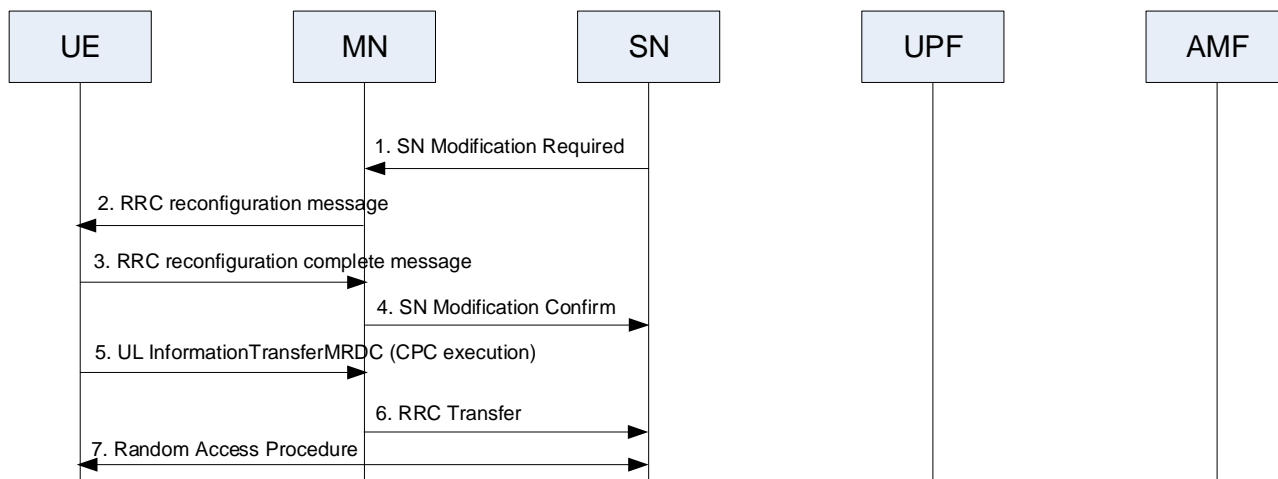 UE
MN
SN
UPF
AMF
1. SN Modification Required
2. RRC reconfiguration message
3. RRC reconfiguration complete message
4. SN Modification Confirm
5. UL InformationTransferMRDC (CPC execution)
6. RRC Transfer
7. Random Access Procedure